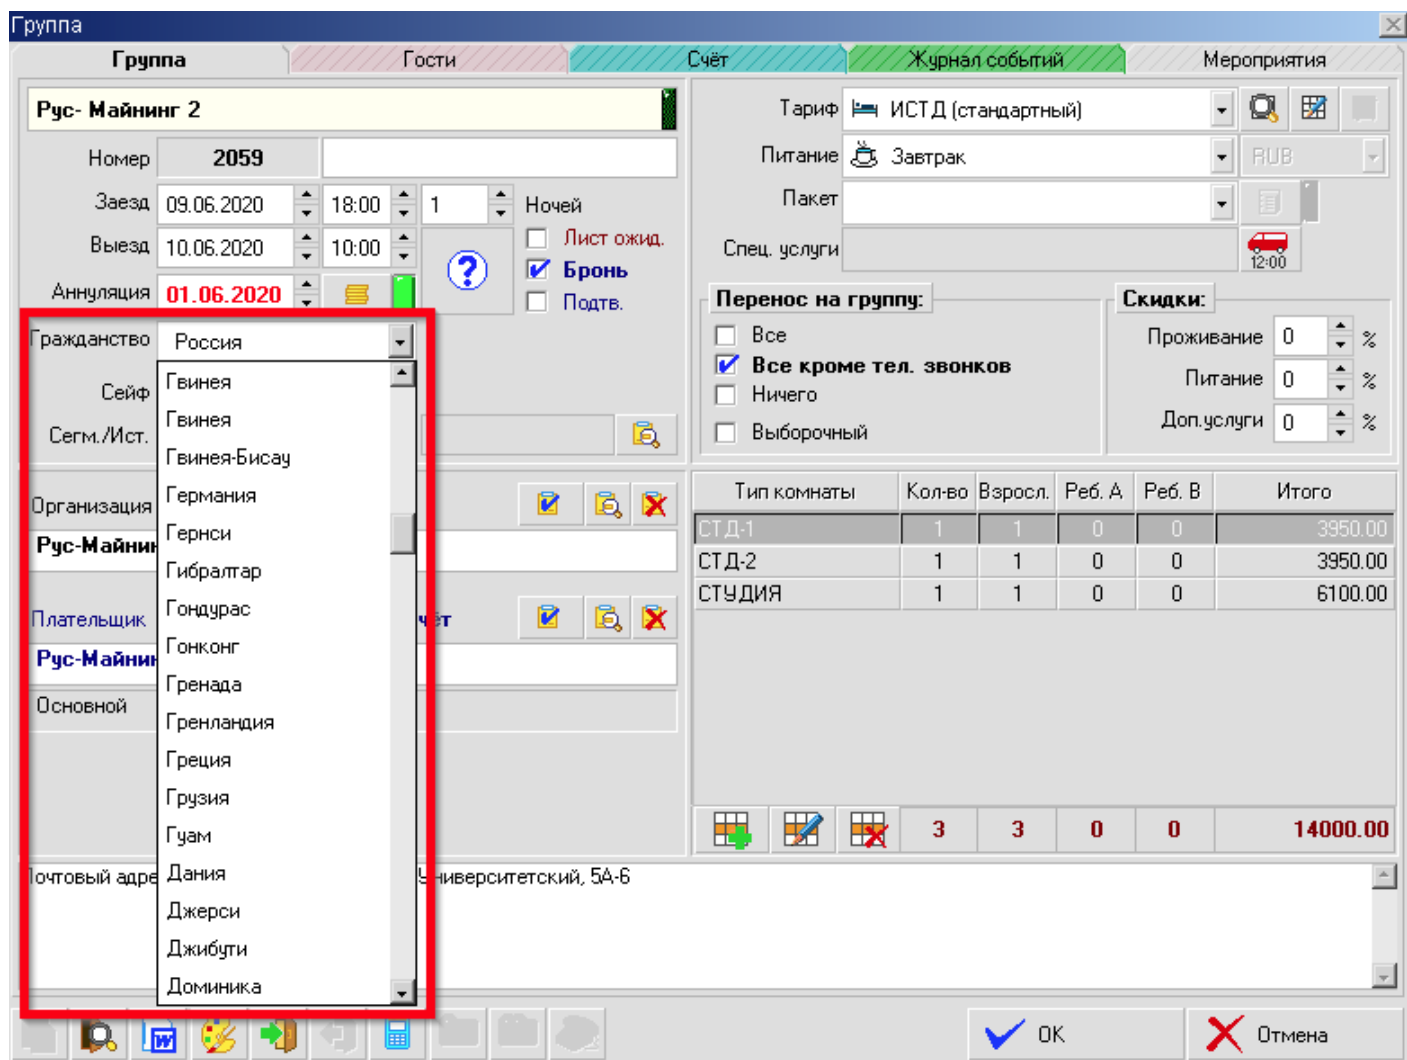 Группа
Группа Гости Счёт Журнал событий Мероприятия
Рус- Майнинг 2
Номер 2059
Заезд 09.06.2020 18:00 1 Ночей
Выезд 10.06.2020 10:00 Лист ожид.
Бронь
Аннуляция 01.06.2020 Подтв.
Гражданство Россия
Сейф
Сегм./Ист.
Гвинея
Гвинея
Гвинея-Бисау
Германия
Гернси
Гибралтар
Гондурас
Гонконг
Гренада
Гренландия
Греция
Грузия
Гуам
Дания
Джерси
Джибути
Доминика
Организация
Рус-Майнин
Плательщик чёт
Рус-Майнин
Основной
Тариф ИСТД (стандартный)
Питание Завтрак RUB
Пакет
Спец. услуги 12:00
Перенос на группу:
Все
Все кроме тел. звонков
Ничего
Выборочный
Скидки:
Проживание 0 %
Питание 0 %
Доп.услуги 0 %
Тип комнаты Кол-во Взросл. Реб. А Реб. В Итого
СТД-1 1 1 0 0 3950.00
СТД-2 1 1 0 0 3950.00
СТУДИЯ 1 1 0 0 6100.00
3 3 0 0 14000.00
Почтовый адре Университетский, 5А-6
OK Отмена